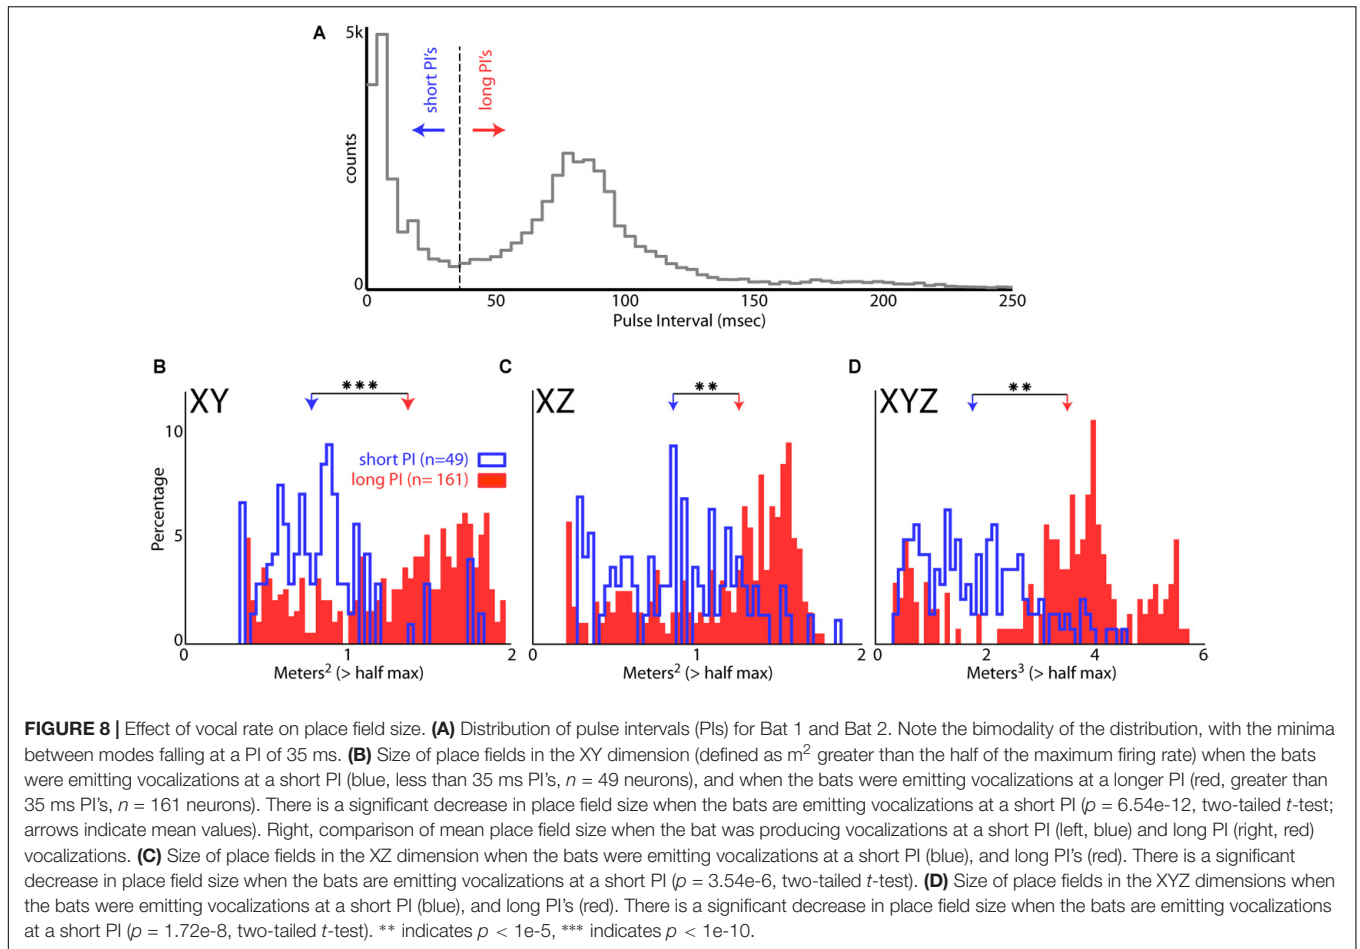 A
5k
short PI's
long PI's
counts
0
0
50
100
150
200
250
Pulse Interval (msec)
B
***
XY
10
short PI (n=49)
long PI (n= 161)
Percentage
5
0
0
1
2
Meters² (> half max)
C
**
XZ
0
1
2
Meters² (> half max)
D
**
XYZ
0
2
4
6
Meters³ (> half max)
FIGURE 8 | Effect of vocal rate on place field size. (A) Distribution of pulse intervals (PIs) for Bat 1 and Bat 2. Note the bimodality of the distribution, with the minima
between modes falling at a PI of 35 ms. (B) Size of place fields in the XY dimension (defined as m² greater than the half of the maximum firing rate) when the bats
were emitting vocalizations at a short PI (blue, less than 35 ms PI's, n = 49 neurons), and when the bats were emitting vocalizations at a longer PI (red, greater than
35 ms PI's, n = 161 neurons). There is a significant decrease in place field size when the bats are emitting vocalizations at a short PI (p = 6.54e-12, two-tailed t-test;
arrows indicate mean values). Right, comparison of mean place field size when the bat was producing vocalizations at a short PI (left, blue) and long PI (right, red)
vocalizations. (C) Size of place fields in the XZ dimension when the bats were emitting vocalizations at a short PI (blue), and long PI's (red). There is a significant
decrease in place field size when the bats are emitting vocalizations at a short PI (p = 3.54e-6, two-tailed t-test). (D) Size of place fields in the XYZ dimensions when
the bats were emitting vocalizations at a short PI (blue), and long PI's (red). There is a significant decrease in place field size when the bats are emitting vocalizations
at a short PI (p = 1.72e-8, two-tailed t-test). ** indicates p < 1e-5, *** indicates p < 1e-10.